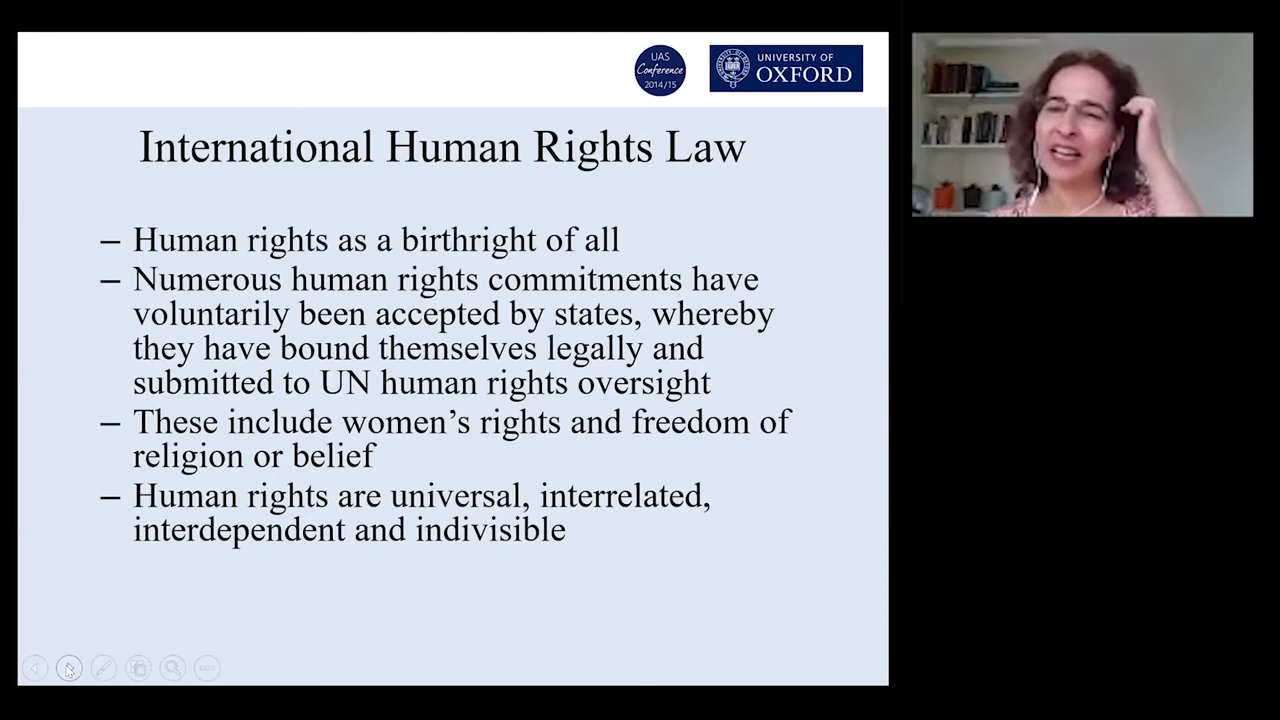 UAS
Conference
2014/15
UNIVERSITY OF
OXFORD
International Human Rights Law
– Human rights as a birthright of all
– Numerous human rights commitments have
voluntarily been accepted by states, whereby
they have bound themselves legally and
submitted to UN human rights oversight
– These include women’s rights and freedom of
religion or belief
– Human rights are universal, interrelated,
interdependent and indivisible